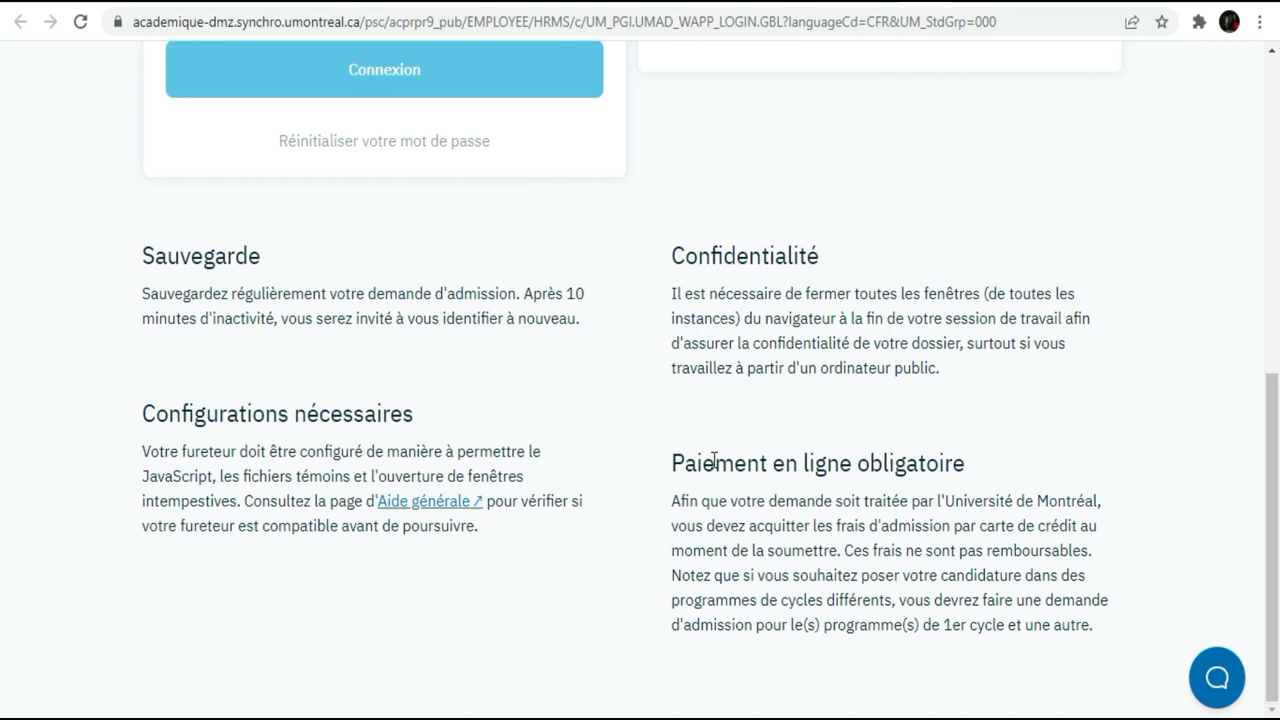 academique-dmz.synchro.umontreal.ca/psc/acprpr9_pub/EMPLOYEE/HRMS/c/UM_PGI.UMAD_WAPP_LOGIN.GBL?languageCd=CFR&UM_StdGrp=000
Connexion
Réinitialiser votre mot de passe
Sauvegarde
Sauvegardez régulièrement votre demande d'admission. Après 10
minutes d'inactivité, vous serez invité à vous identifier à nouveau.
Configurations nécessaires
Votre fureteur doit être configuré de manière à permettre le
JavaScript, les fichiers témoins et l'ouverture de fenêtres
intempestives. Consultez la page d'Aide générale ↗ pour vérifier si
votre fureteur est compatible avant de poursuivre.
Confidentialité
Il est nécessaire de fermer toutes les fenêtres (de toutes les
instances) du navigateur à la fin de votre session de travail afin
d'assurer la confidentialité de votre dossier, surtout si vous
travaillez à partir d'un ordinateur public.
Paiement en ligne obligatoire
Afin que votre demande soit traitée par l'Université de Montréal,
vous devez acquitter les frais d'admission par carte de crédit au
moment de la soumettre. Ces frais ne sont pas remboursables.
Notez que si vous souhaitez poser votre candidature dans des
programmes de cycles différents, vous devrez faire une demande
d'admission pour le(s) programme(s) de 1er cycle et une autre.